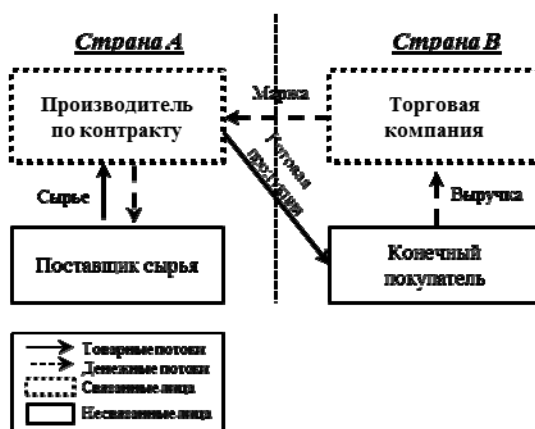 Страна А
Страна В
Производитель
по контракту
Маржа
Торговая
компания
Готовая
продукция
Сырье
Выручка
Поставщик сырья
Конечный
покупатель
Товарные потоки
Денежные потоки
Связанные лица
Несвязанные лица